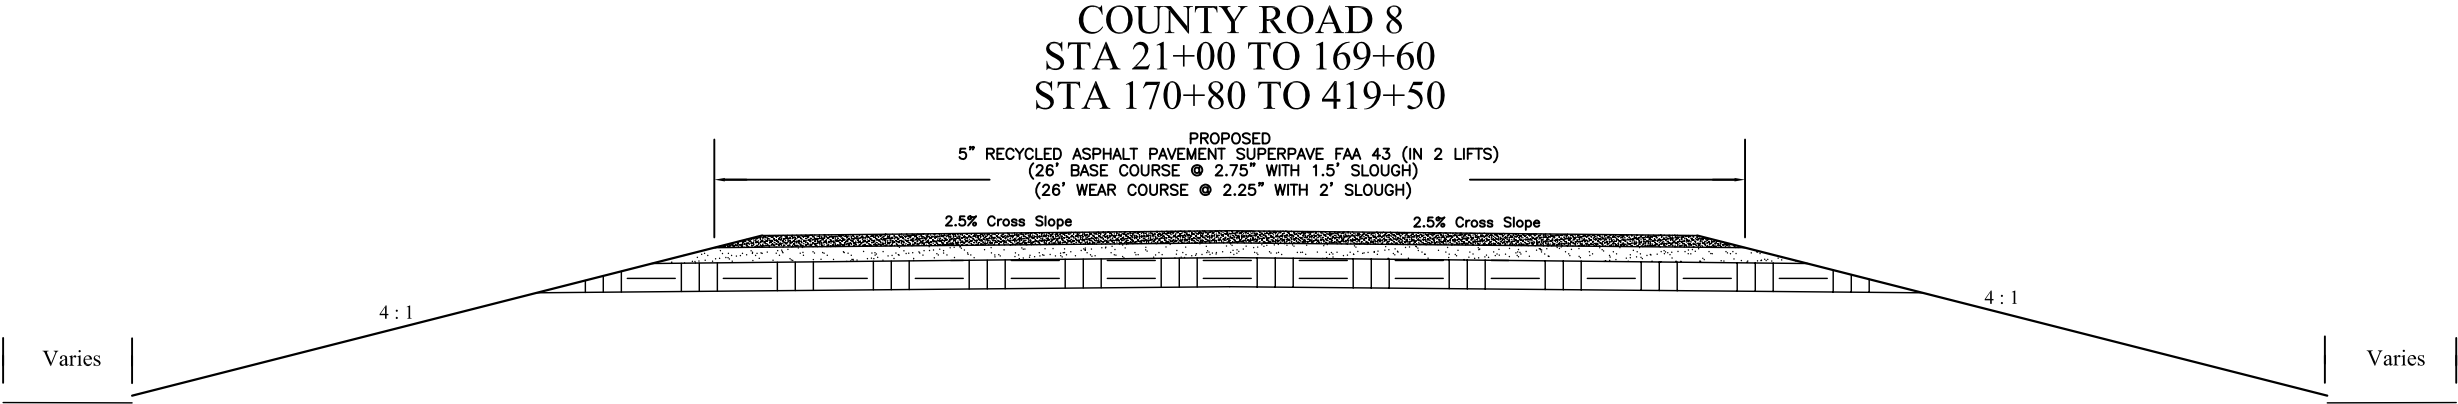 COUNTY ROAD 8
STA 21+00 TO 169+60
STA 170+80 TO 419+50
PROPOSED
5" RECYCLED ASPHALT PAVEMENT SUPERPAVE FAA 43 (IN 2 LIFTS)
(26' BASE COURSE @ 2.75" WITH 1.5' SLOUGH)
(26' WEAR COURSE @ 2.25" WITH 2' SLOUGH)
2.5% Cross Slope
2.5% Cross Slope
4 : 1
4 : 1
Varies
Varies